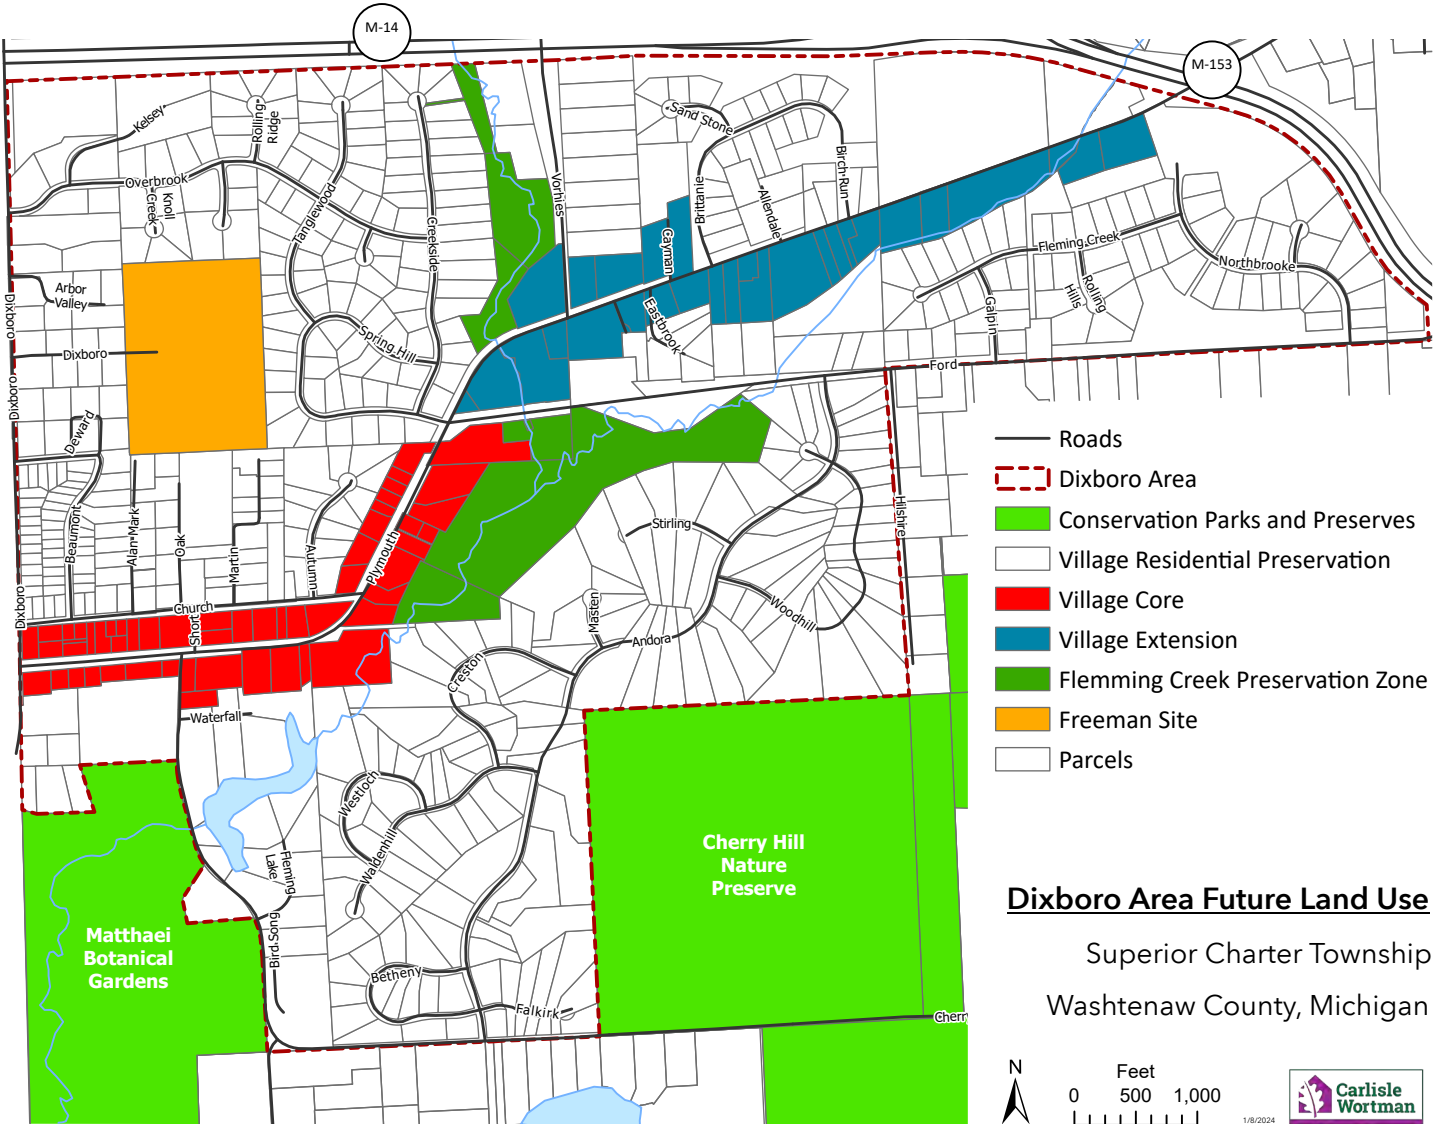 M-14
M-153
Kelsey
Rolling
Ridge
Sand Stone
Overbrook
Knoll
Creek
Tanglewood
Creekside
Vorhies
Brittanie
Birch Run
Allendale
Cayman
Fleming Creek
Northbrooke
Rolling
Hills
Galpin
Arbor
Valley
Dixboro
Dixboro
Spring Hill
Eastbrook
Ford
Dixboro
Deward
Beaumont
Alan Mark
Oak
Martin
Autumn
Plymouth
Stirling
Hilshire
Dixboro
Church
Short
Masten
Woodhill
Andora
Creston
Waterfall
Westloch
Waldenhill
Fleming
Lake
Bird Song
Betheny
Falkirk
Cherry
Matthaei
Botanical
Gardens
Cherry Hill
Nature
Preserve
Roads
Dixboro Area
Conservation Parks and Preserves
Village Residential Preservation
Village Core
Village Extension
Flemming Creek Preservation Zone
Freeman Site
Parcels
Dixboro Area Future Land Use
Superior Charter Township
Washtenaw County, Michigan
N
Feet
0 500 1,000
1/8/2024
Carlisle
Wortman